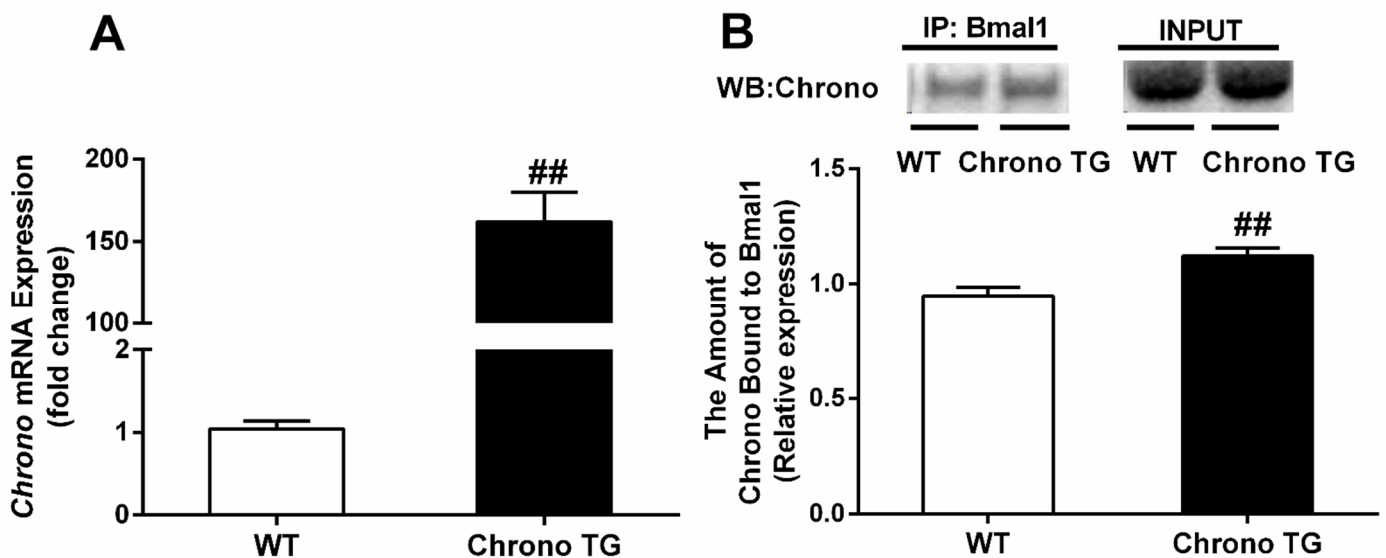 A
Chrono mRNA Expression
(fold change)
200
150
100
2
1
0
##
WT
Chrono TG
B
IP: Bmal1
INPUT
WB:Chrono
WT Chrono TG
WT Chrono TG
The Amount of
Chrono Bound to Bmal1
(Relative expression)
1.5
1.0
0.5
0.0
##
WT
Chrono TG